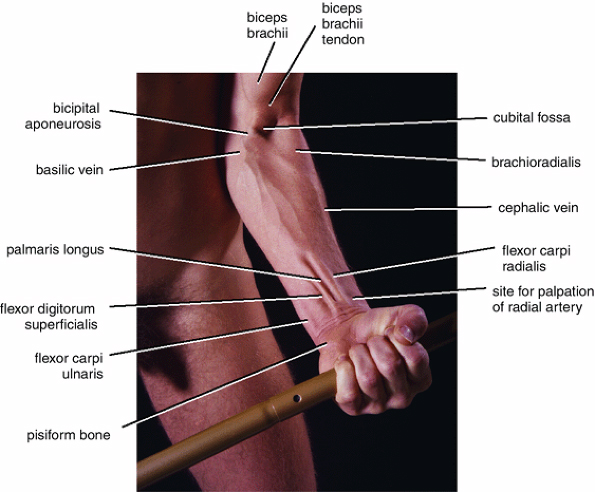 biceps
brachii
biceps
brachii
tendon
bicipital
aponeurosis
cubital fossa
basilic vein
brachioradialis
cephalic vein
palmaris longus
flexor carpi
radialis
flexor digitorum
superficialis
site for palpation
of radial artery
flexor carpi
ulnaris
pisiform bone